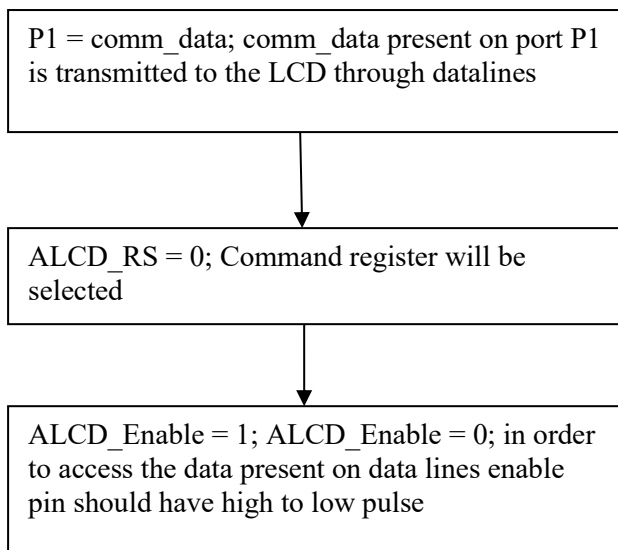 P1 = comm_data; comm_data present on port P1
is transmitted to the LCD through datalines
ALCD_RS = 0; Command register will be
selected
ALCD_Enable = 1; ALCD_Enable = 0; in order
to access the data present on data lines enable
pin should have high to low pulse